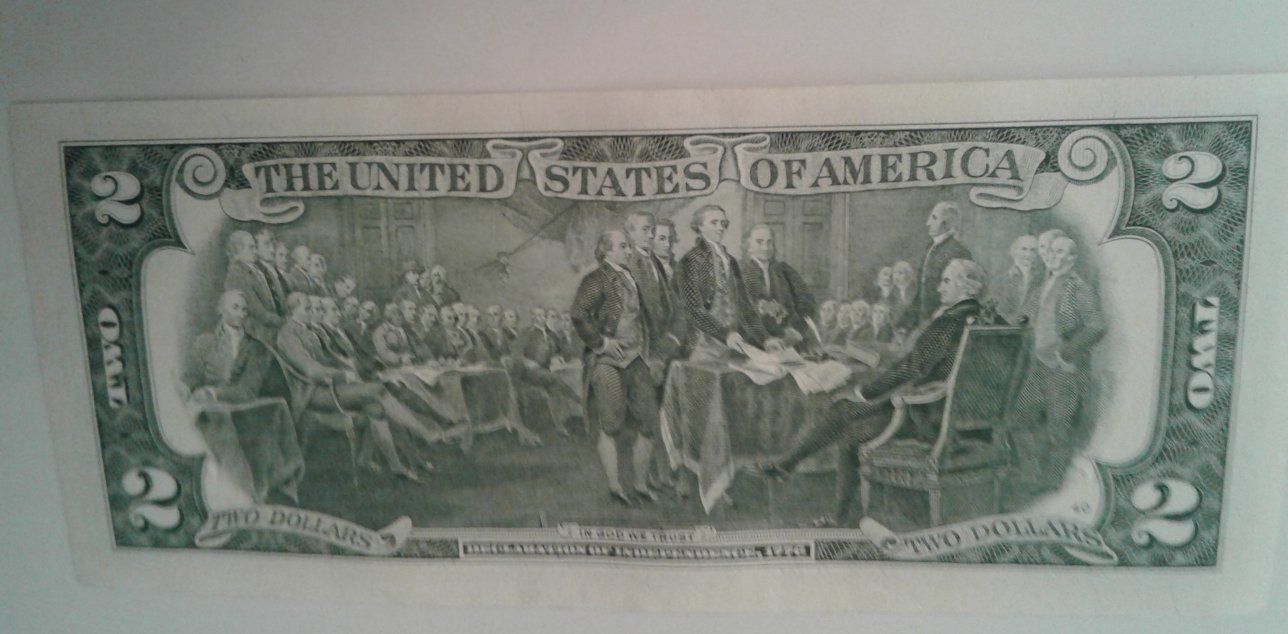 THE UNITED STATES OF AMERICA
2
2
TWO
TWO
2
2
TWO DOLLARS
IN GOD WE TRUST
TWO DOLLARS
DECLARATION OF INDEPENDENCE, 1776